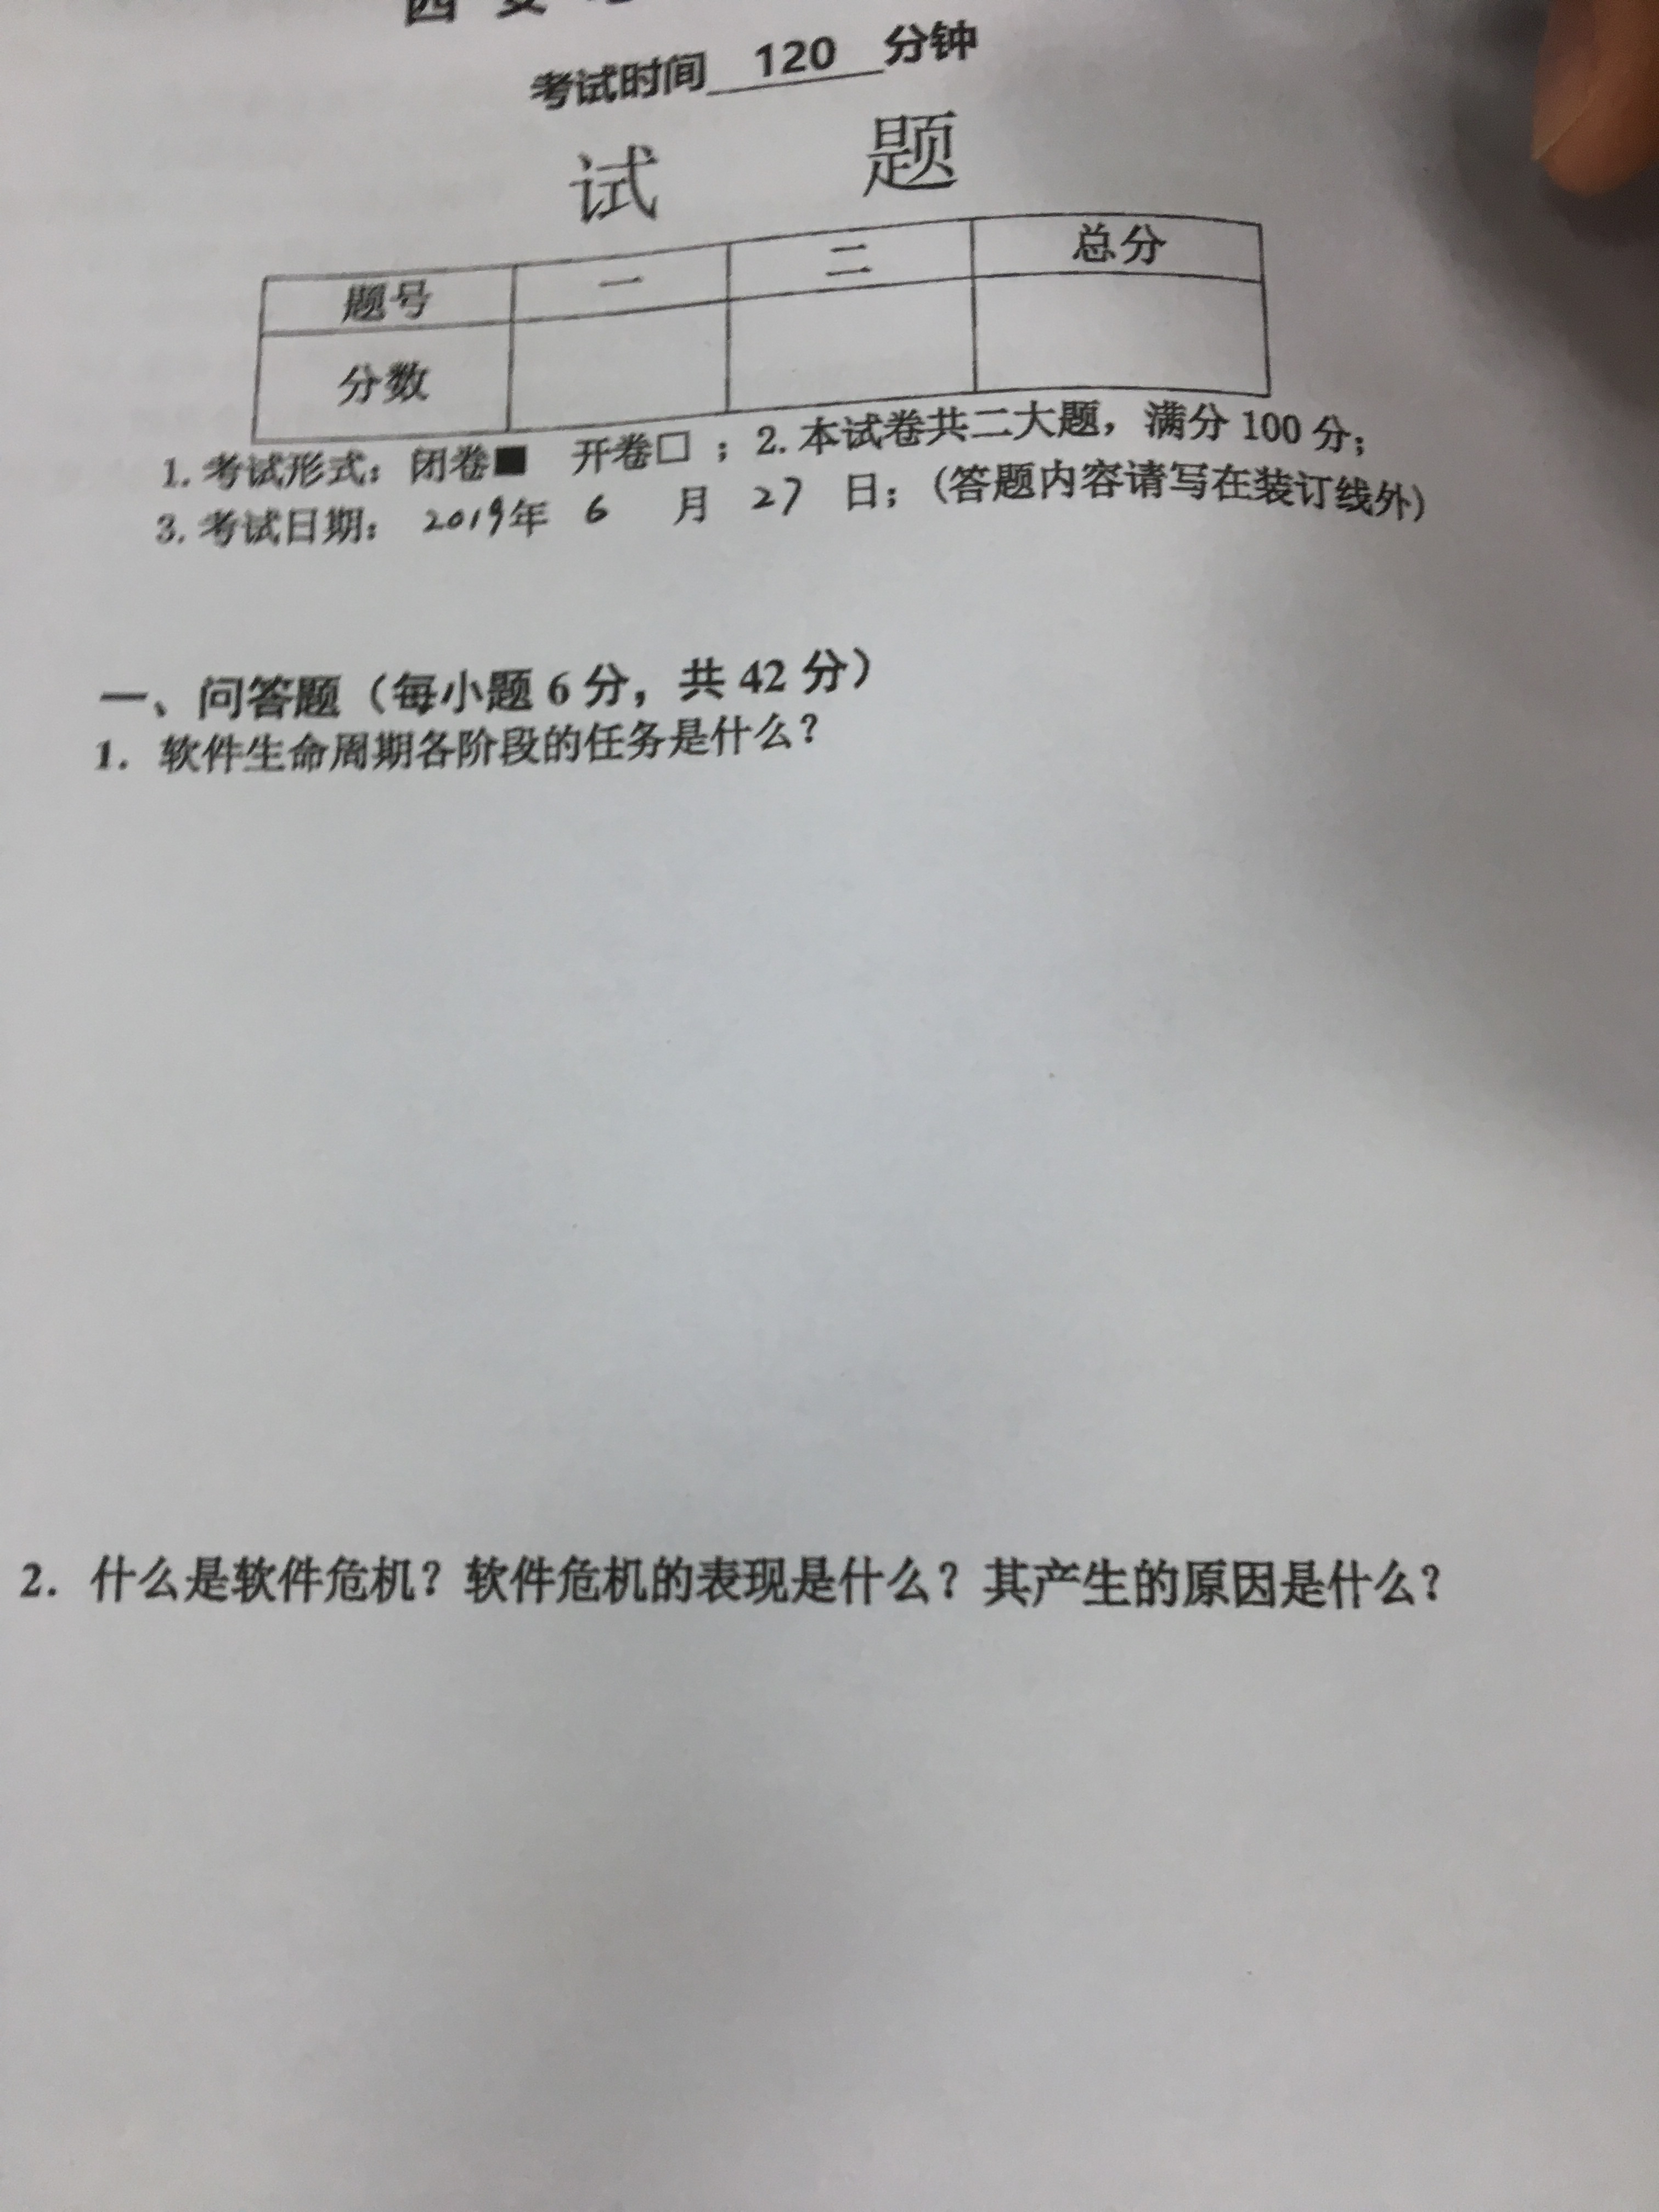 西 安
考试时间 120 分钟
试 题
题号 一 二 总分
分数
1. 考试形式：闭卷■ 开卷□ ；2. 本试卷共二大题，满分 100 分；
3. 考试日期： 2019年 6 月 27 日；(答题内容请写在装订线外)
一、问答题（每小题 6 分，共 42 分）
1. 软件生命周期各阶段的任务是什么？
2. 什么是软件危机？软件危机的表现是什么？其产生的原因是什么？